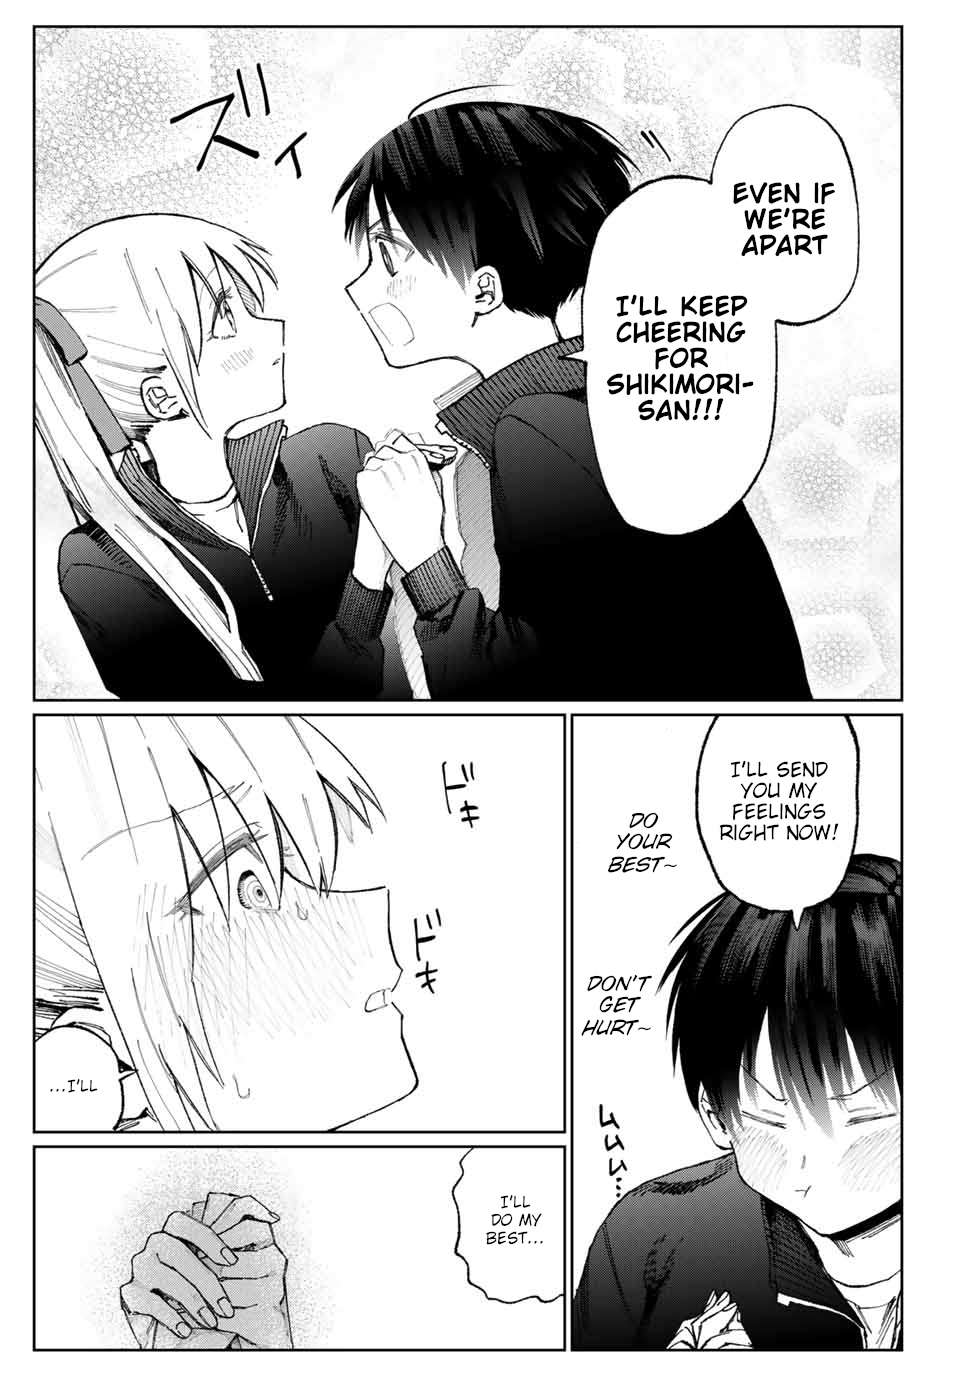 EVEN IF
WE'RE
APART
I'LL KEEP
CHEERING
FOR
SHIKIMORI-
SAN!!!
ズイッ
I'LL SEND
YOU MY
FEELINGS
RIGHT NOW!
DO
YOUR
BEST~
DON'T
GET
HURT~
ムムム…
ドキ
ドキ
...I'LL
I'LL
DO MY
BEST...